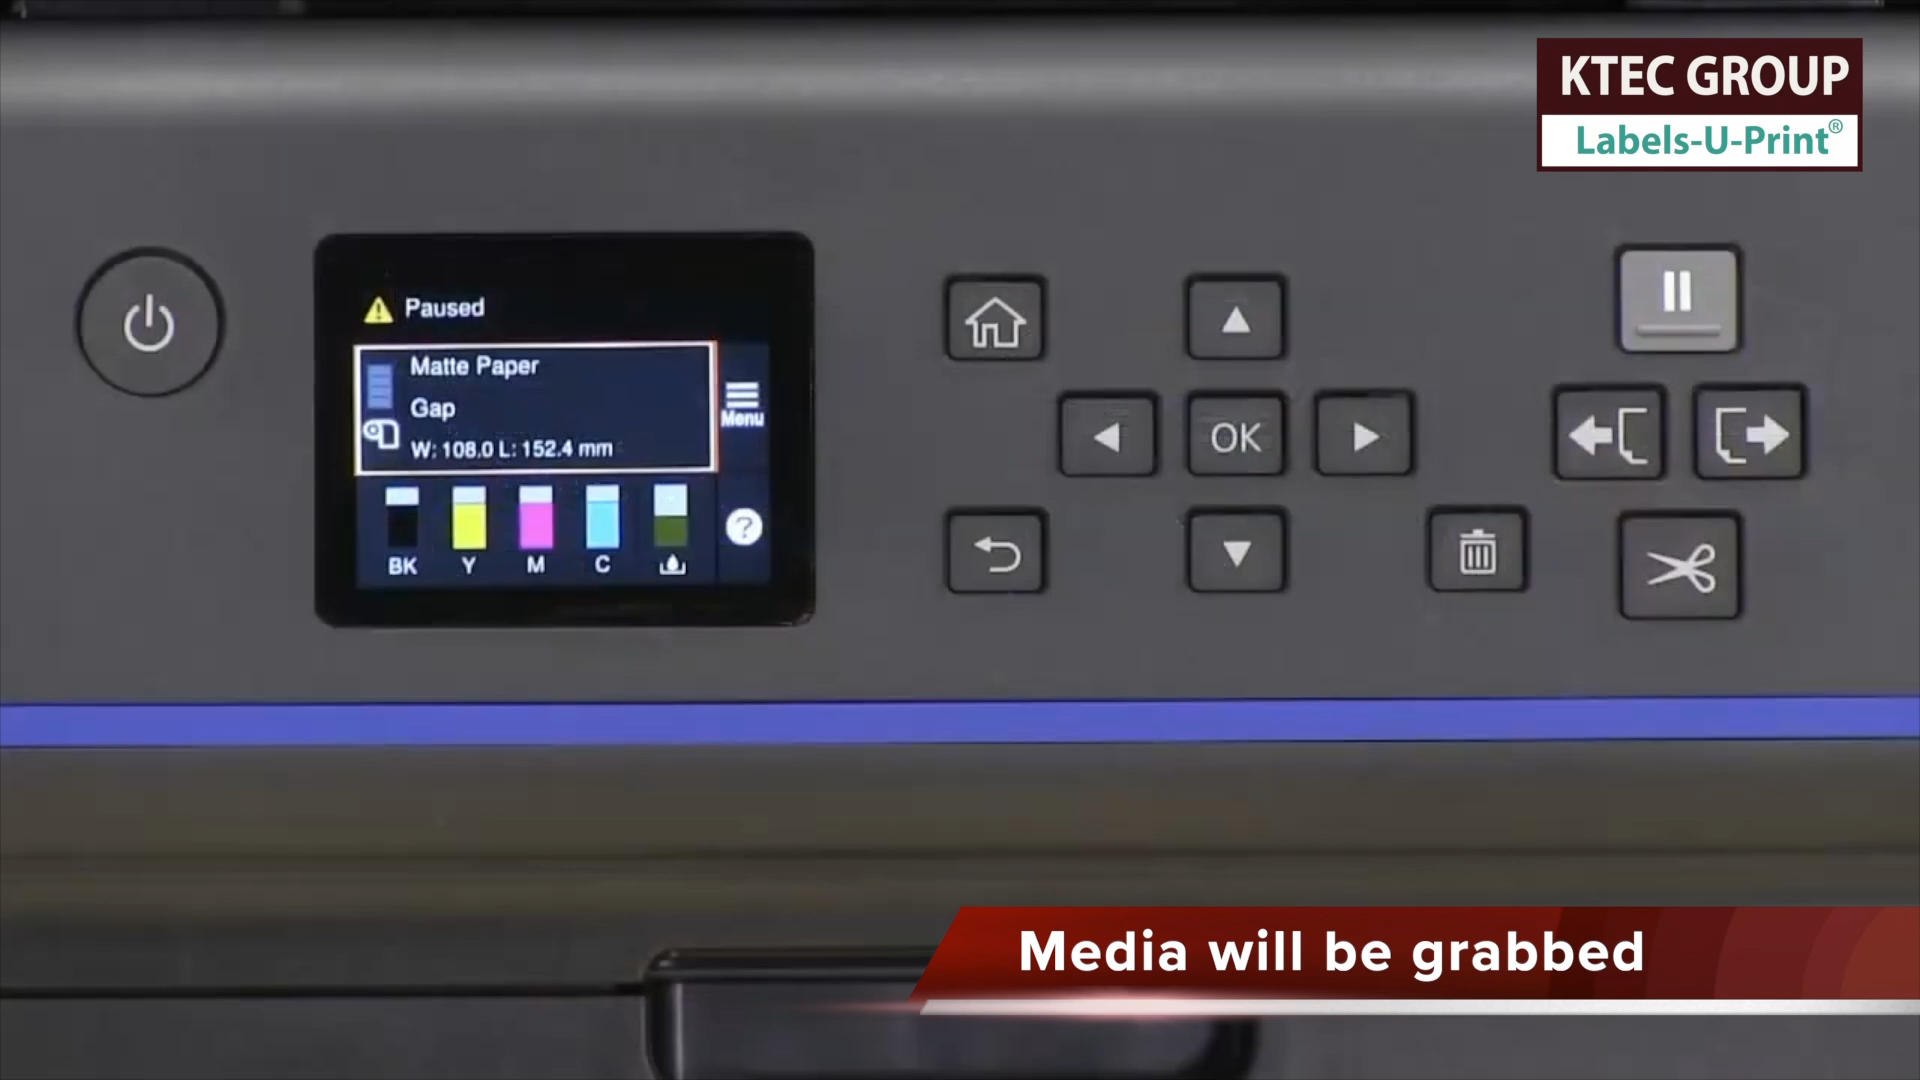 KTEC GROUP
Labels-U-Print®
Paused
Matte Paper
Gap
W: 108.0 L: 152.4 mm
Menu
BK Y M C
?
OK
Media will be grabbed